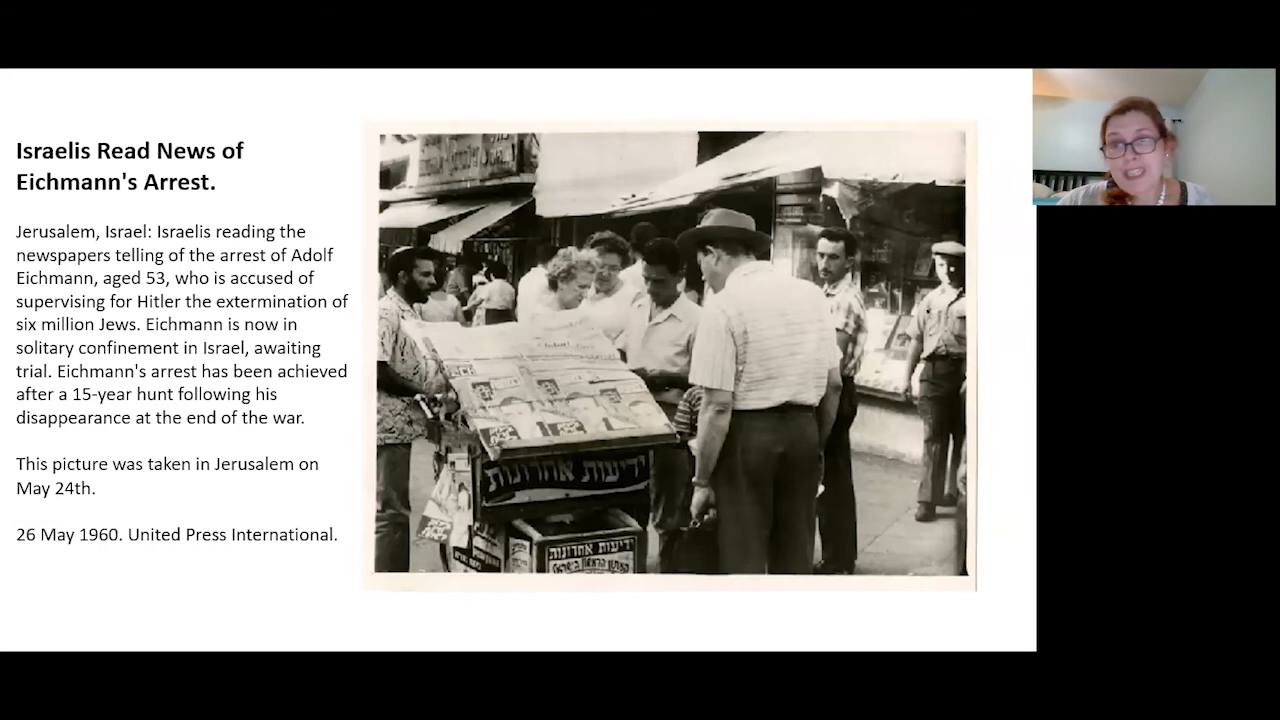 Israelis Read News of
Eichmann's Arrest.
Jerusalem, Israel: Israelis reading the
newspapers telling of the arrest of Adolf
Eichmann, aged 53, who is accused of
supervising for Hitler the extermination of
six million Jews. Eichmann is now in
solitary confinement in Israel, awaiting
trial. Eichmann's arrest has been achieved
after a 15-year hunt following his
disappearance at the end of the war.
This picture was taken in Jerusalem on
May 24th.
26 May 1960. United Press International.
ידיעות אחרונות
ידיעות אחרונות
העתון הראשון בישראל